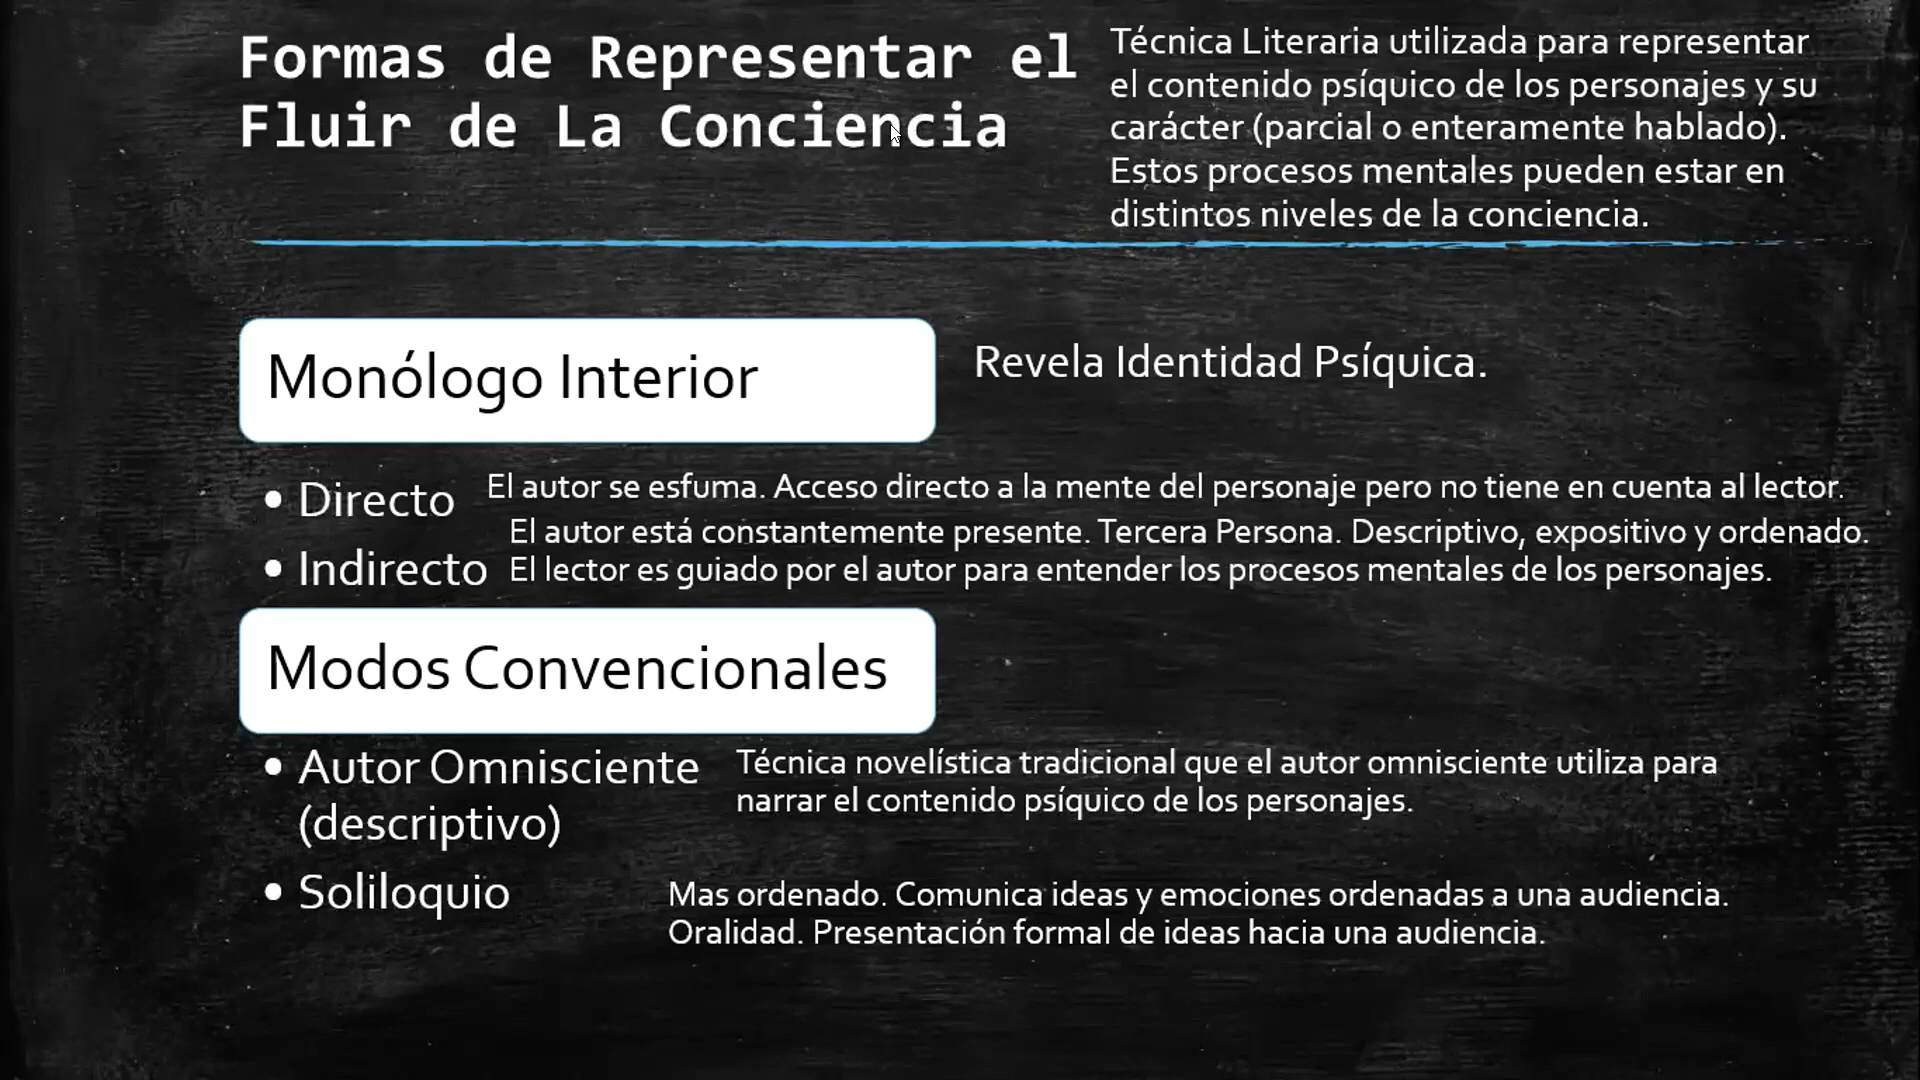 Formas de Representar el
Fluir de La Conciencia
Técnica Literaria utilizada para representar
el contenido psíquico de los personajes y su
carácter (parcial o enteramente hablado).
Estos procesos mentales pueden estar en
distintos niveles de la conciencia.
Monólogo Interior
Revela Identidad Psíquica.
• Directo
El autor se esfuma. Acceso directo a la mente del personaje pero no tiene en cuenta al lector.
• Indirecto
El autor está constantemente presente. Tercera Persona. Descriptivo, expositivo y ordenado.
El lector es guiado por el autor para entender los procesos mentales de los personajes.
Modos Convencionales
• Autor Omnisciente
(descriptivo)
Técnica novelística tradicional que el autor omnisciente utiliza para
narrar el contenido psíquico de los personajes.
• Soliloquio
Mas ordenado. Comunica ideas y emociones ordenadas a una audiencia.
Oralidad. Presentación formal de ideas hacia una audiencia.